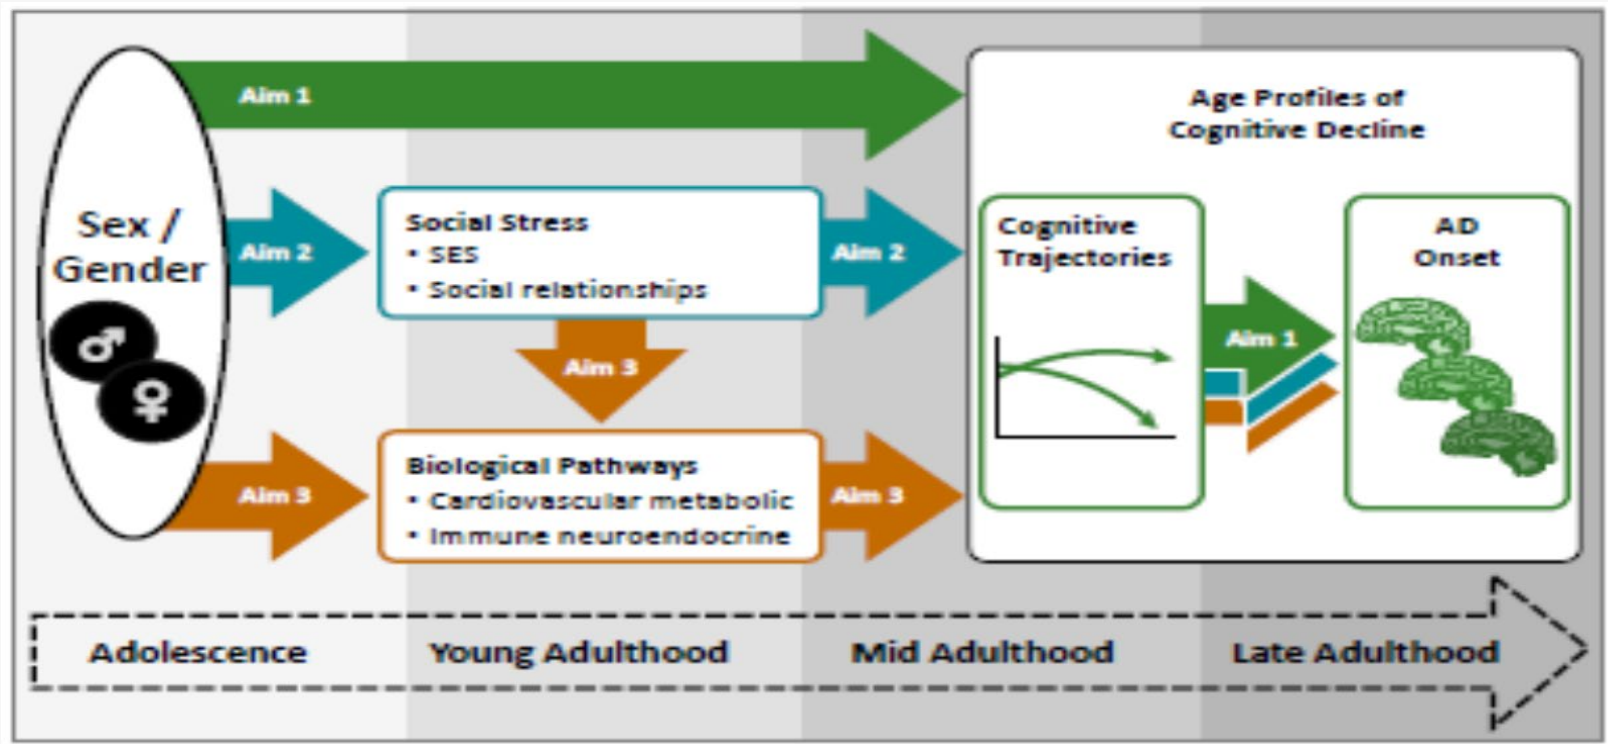 Aim 1
Age Profiles of
Cognitive Decline
Sex /
Gender
Aim 2
Social Stress
• SES
• Social relationships
Aim 2
Aim 3
Aim 3
Biological Pathways
• Cardiovascular metabolic
• Immune neuroendocrine
Aim 3
Cognitive
Trajectories
Aim 1
AD
Onset
Adolescence
Young Adulthood
Mid Adulthood
Late Adulthood